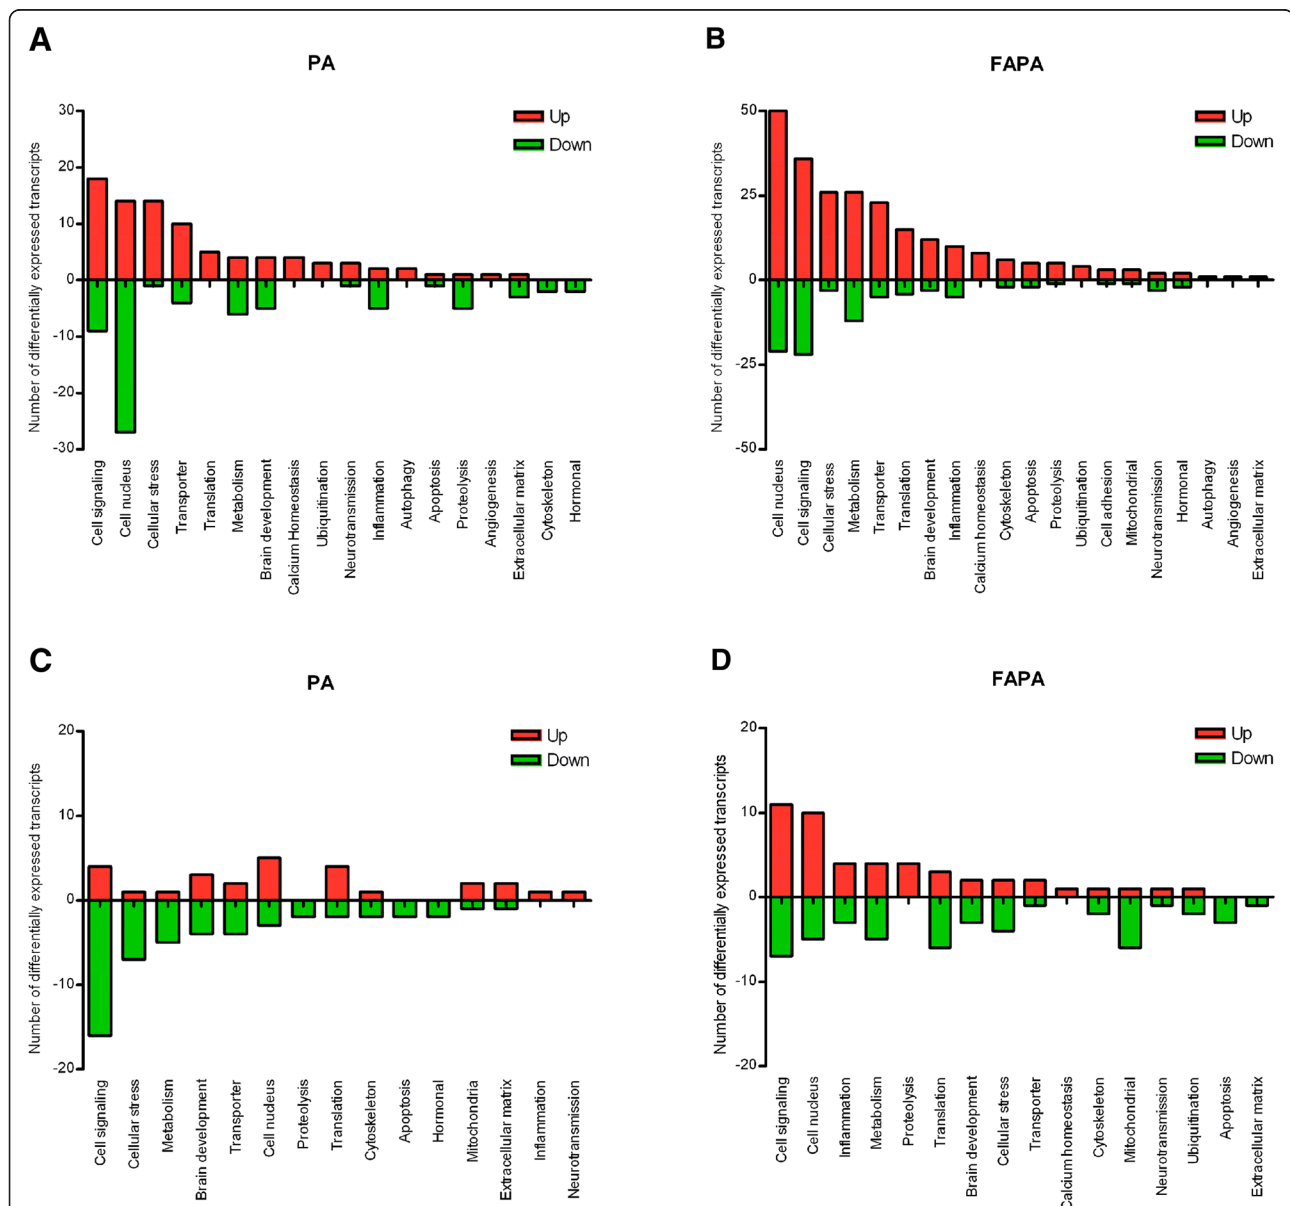 A
PA
Number of differentially expressed transcripts
30
20
10
0
-10
-20
-30
Up
Down
Cell signaling
Cell nucleus
Cellular stress
Transporter
Translation
Metabolism
Brain development
Calcium Homeostasis
Ubiquitination
Neurotransmission
Inflammation
Autophagy
Apoptosis
Proteolysis
Angiogenesis
Extracellular matrix
Cytoskeleton
Hormonal
B
FAPA
Number of differentially expressed transcripts
50
25
0
-25
-50
Up
Down
Cell nucleus
Cell signaling
Cellular stress
Metabolism
Transporter
Translation
Brain development
Inflammation
Calcium homeostasis
Cytoskeleton
Apoptosis
Proteolysis
Ubiquitination
Cell adhesion
Mitochondrial
Neurotransmission
Hormonal
Autophagy
Angiogenesis
Extracellular matrix
C
PA
Number of differentially expressed transcripts
20
10
0
-10
-20
Up
Down
Cell signaling
Cellular stress
Metabolism
Brain development
Transporter
Cell nucleus
Proteolysis
Translation
Cytoskeleton
Apoptosis
Hormonal
Mitochondria
Extracellular matrix
Inflammation
Neurotransmission
D
FAPA
Number of differentially expressed transcripts
20
10
0
-10
-20
Up
Down
Cell signaling
Cell nucleus
Inflammation
Metabolism
Proteolysis
Translation
Brain development
Cellular stress
Transporter
Calcium homeostasis
Cytoskeleton
Mitochondrial
Neurotransmission
Ubiquitination
Apoptosis
Extracellular matrix